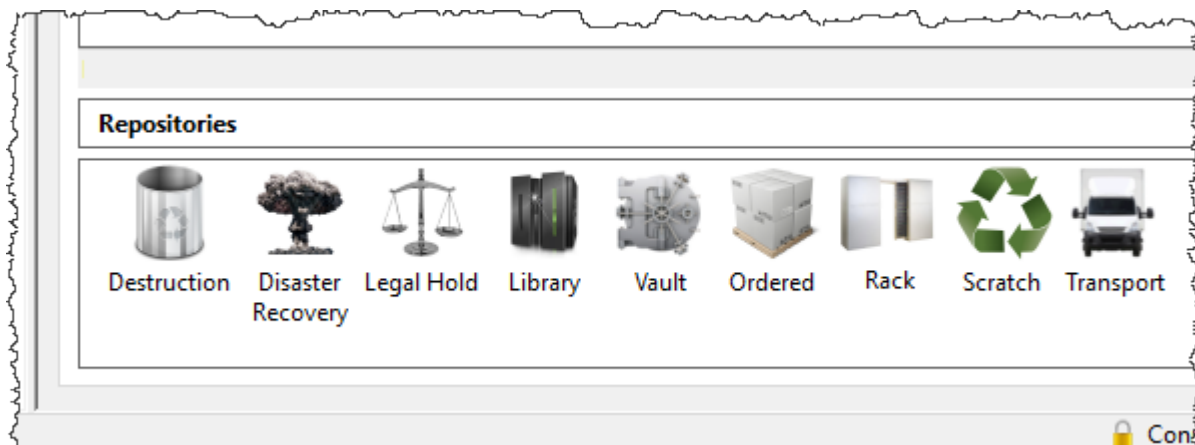 Repositories
Destruction
Disaster
Recovery
Legal Hold
Library
Vault
Ordered
Rack
Scratch
Transport